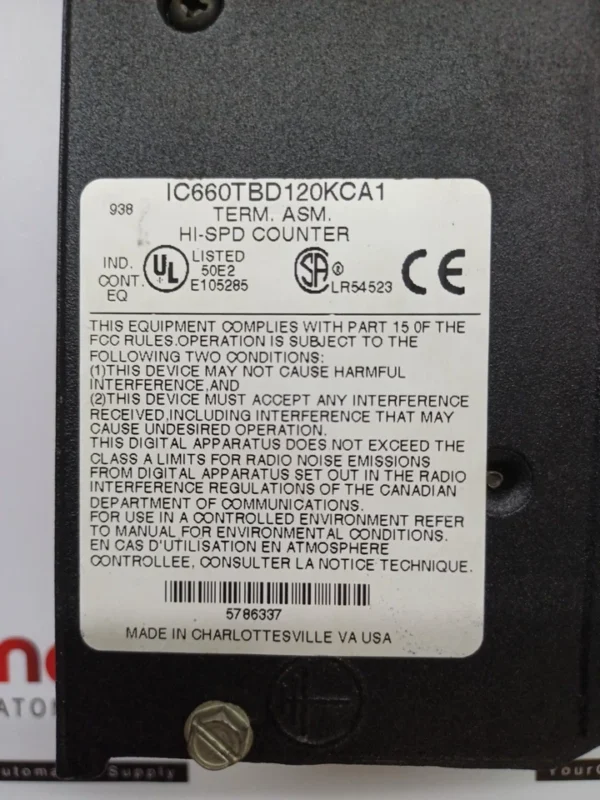 IC660TBD120KCA1
938
TERM. ASM.
HI-SPD COUNTER
IND.
CONT.
EQ
UL
LISTED
50E2
E105285
SA ®
LR54523
CE
THIS EQUIPMENT COMPLIES WITH PART 15 OF THE
FCC RULES.OPERATION IS SUBJECT TO THE
FOLLOWING TWO CONDITIONS:
(1)THIS DEVICE MAY NOT CAUSE HARMFUL
INTERFERENCE,AND
(2)THIS DEVICE MUST ACCEPT ANY INTERFERENCE
RECEIVED,INCLUDING INTERFERENCE THAT MAY
CAUSE UNDESIRED OPERATION.
THIS DIGITAL APPARATUS DOES NOT EXCEED THE
CLASS A LIMITS FOR RADIO NOISE EMISSIONS
FROM DIGITAL APPARATUS SET OUT IN THE RADIO
INTERFERENCE REGULATIONS OF THE CANADIAN
DEPARTMENT OF COMMUNICATIONS.
FOR USE IN A CONTROLLED ENVIRONMENT REFER
TO MANUAL FOR ENVIRONMENTAL CONDITIONS.
EN CAS D'UTILISATION EN ATMOSPHERE
CONTROLLEE, CONSULTER LA NOTICE TECHNIQUE.
5786337
MADE IN CHARLOTTESVILLE VA USA
Supply